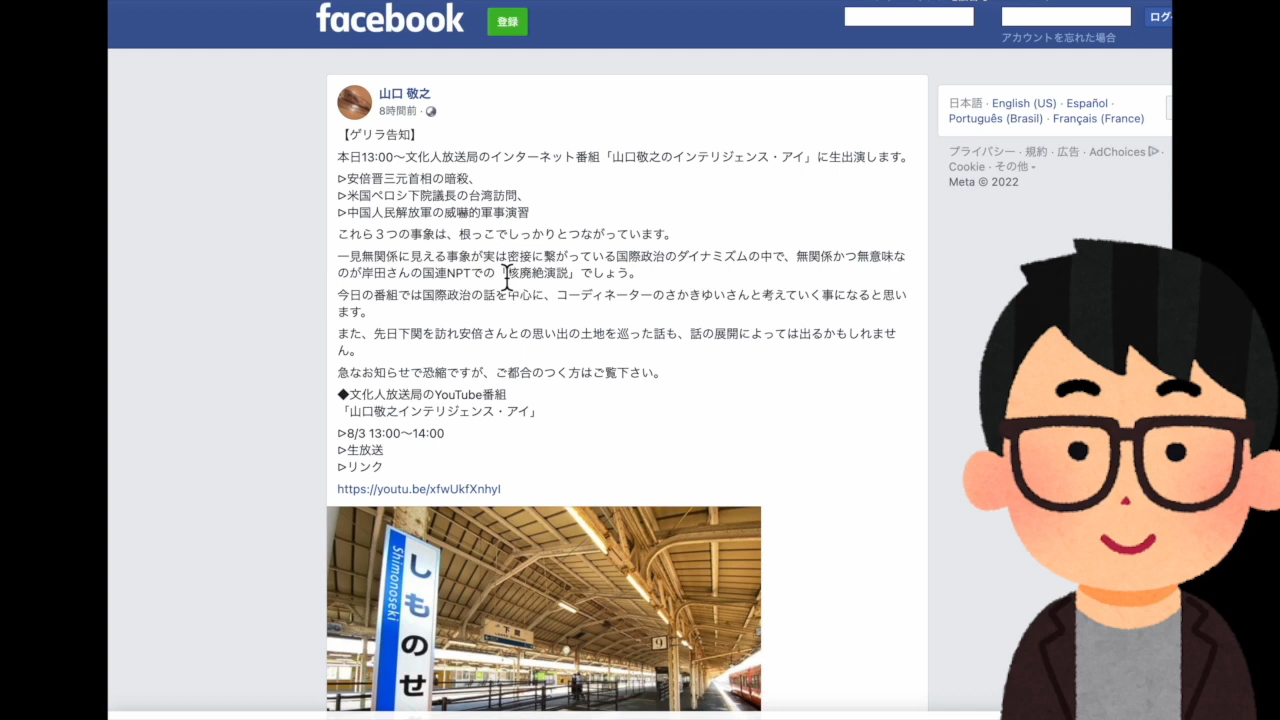 facebook
登録
ログ
アカウントを忘れた場合
山口 敬之
8時間前 ·
【ゲリラ告知】
本日13:00〜文化人放送局のインターネット番組「山口敬之のインテリジェンス・アイ」に生出演します。
▷安倍晋三元首相の暗殺、
▷米国ペロシ下院議長の台湾訪問、
▷中国人民解放軍の威嚇的軍事演習
これら３つの事象は、根っこでしっかりとつながっています。
一見無関係に見える事象が実は密接に繋がっている国際政治のダイナミズムの中で、無関係かつ無意味な
のが岸田さんの国連NPTでの「核廃絶演説」でしょう。
今日の番組では国際政治の話を中心に、コーディネーターのさかきゆいさんと考えていく事になると思い
ます。
また、先日下関を訪れ安倍さんとの思い出の土地を巡った話も、話の展開によっては出るかもしれませ
ん。
急なお知らせで恐縮ですが、ご都合のつく方はご覧下さい。
◆文化人放送局のYouTube番組
「山口敬之インテリジェンス・アイ」
▷8/3 13:00〜14:00
▷生放送
▷リンク
https://youtu.be/xfwUkfXnhyI
しものせ
Shimonoseki
下関
9
日本語 · English (US) · Español ·
Português (Brasil) · Français (France)
プライバシー · 規約 · 広告 · AdChoices ·
Cookie · その他
Meta © 2022